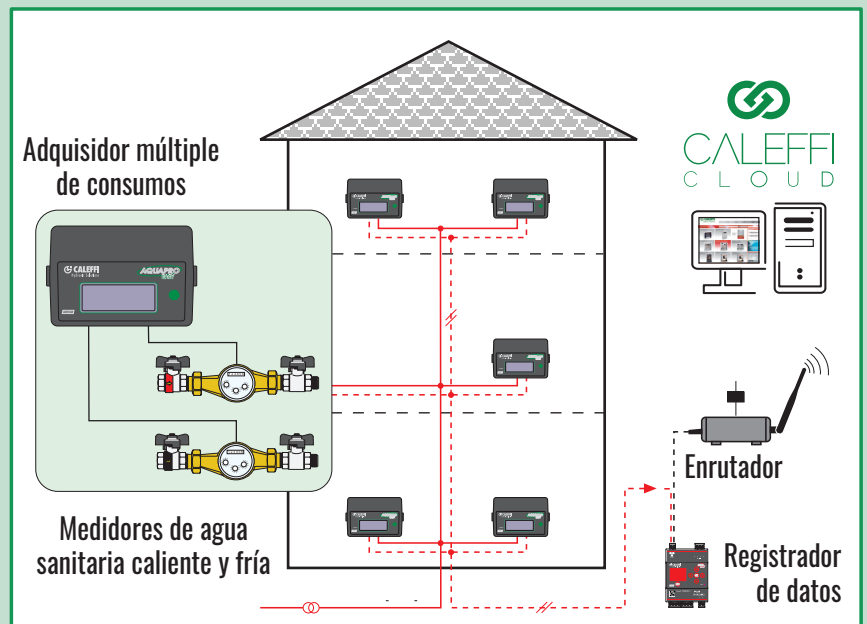 Adquisidor múltiple
de consumos
CALEFFI
AQUAPRO
CALEFFI
CLOUD
Enrutador
Medidores de agua
sanitaria caliente y fría
Registrador
de datos